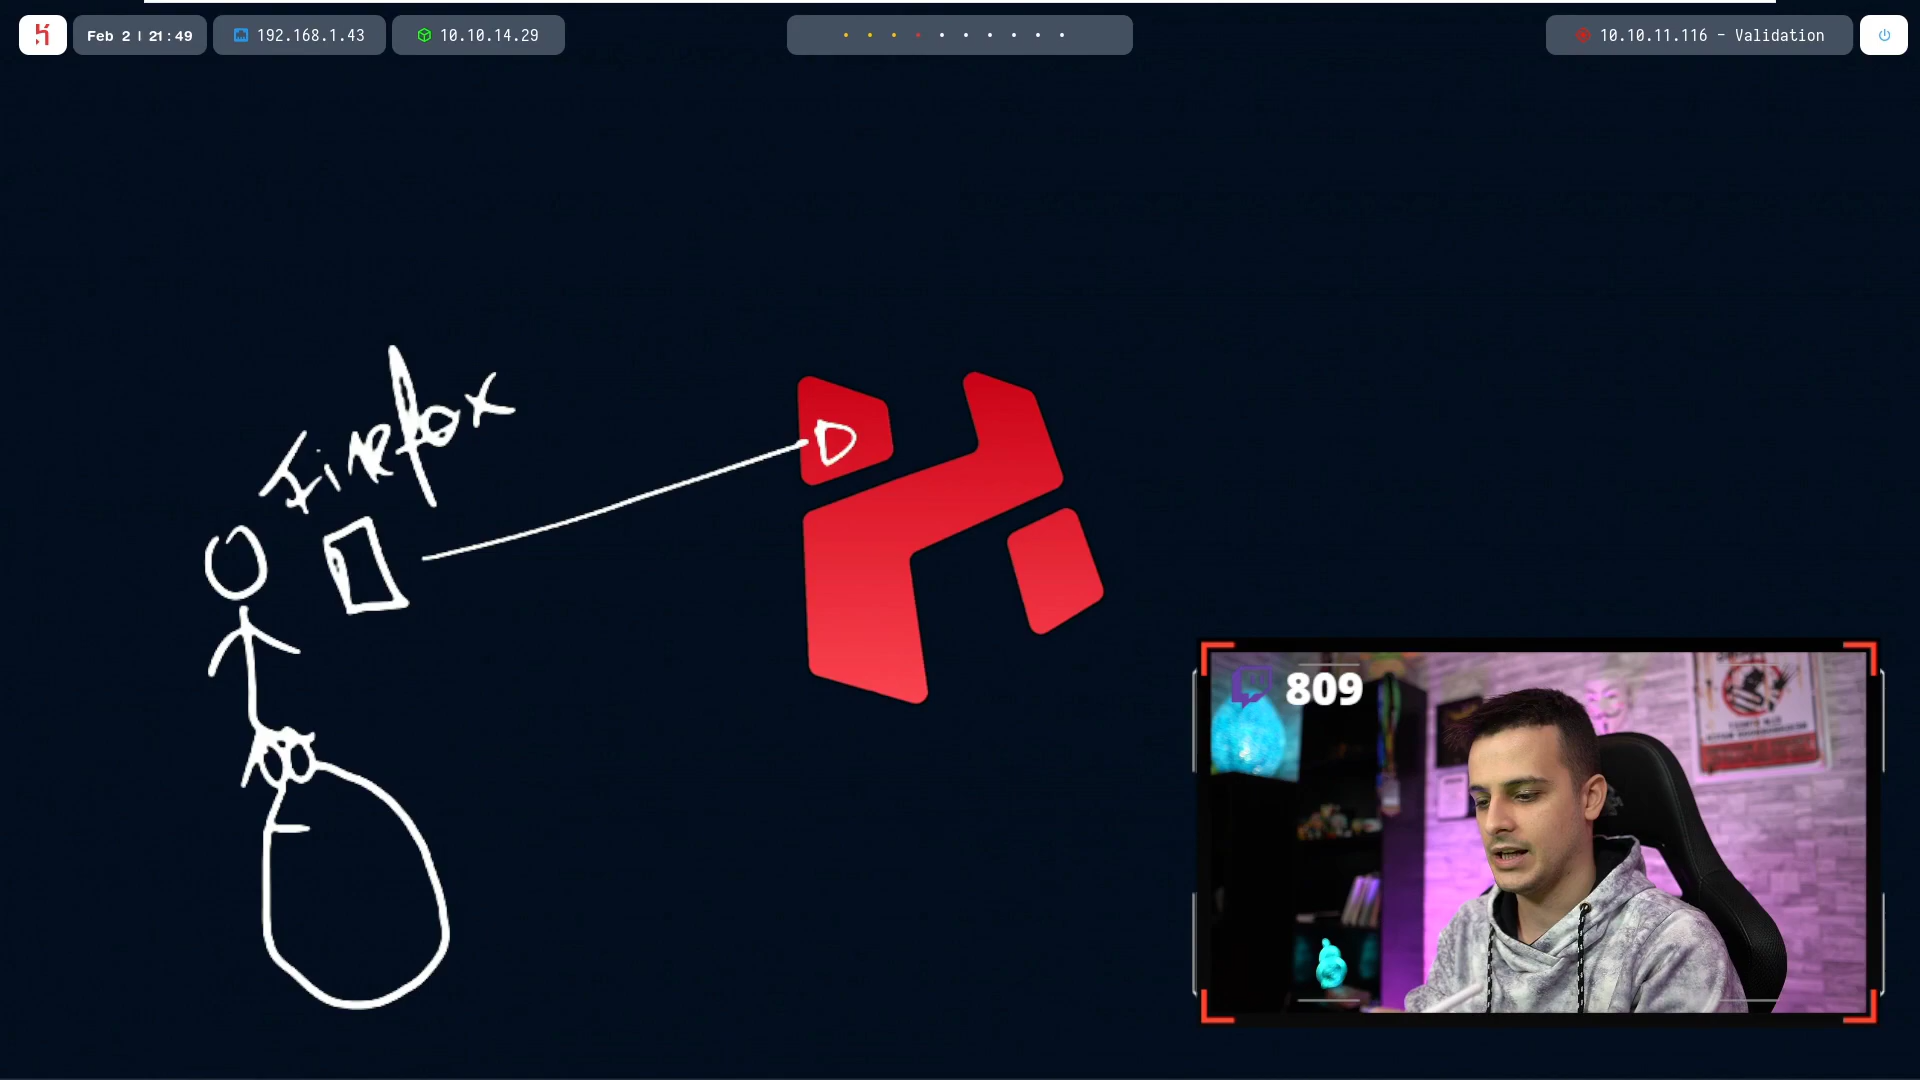 Feb 2 | 21:49
192.168.1.43
10.10.14.29
10.10.11.116 - Validation
Firefox
D
809